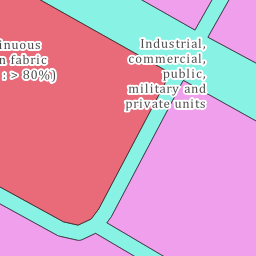 inuous
n fabric
: > 80%)
Industrial,
commercial,
public,
military and
private units